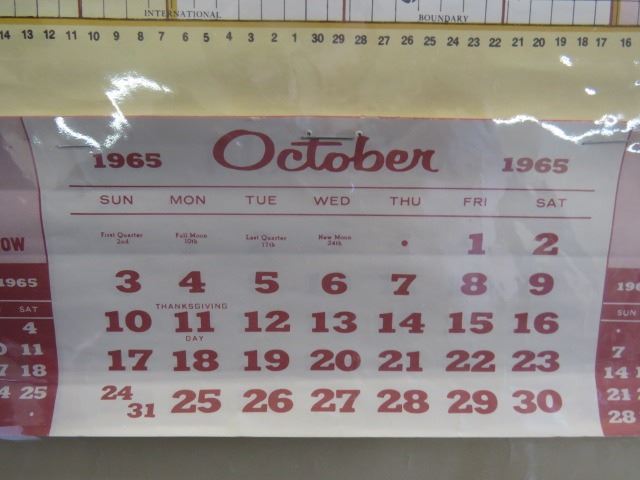 INTERNATIONAL BOUNDARY
14 13 12 11 10 9 8 7 6 5 4 3 2 1 30 29 28 27 26 25 24 23 22 21 20 19 18 17 16
1965 October 1965
SUN MON TUE WED THU FRI SAT
First Quarter Full Moon Last Quarter New Moon
2nd 10th 17th 24th
1 2
3 4 5 6 7 8 9
THANKSGIVING
10 11 12 13 14 15 16
DAY
17 18 19 20 21 22 23
24 31 25 26 27 28 29 30
OW
1965
SAT
4
11
18
25
SUN
7
14
21
28